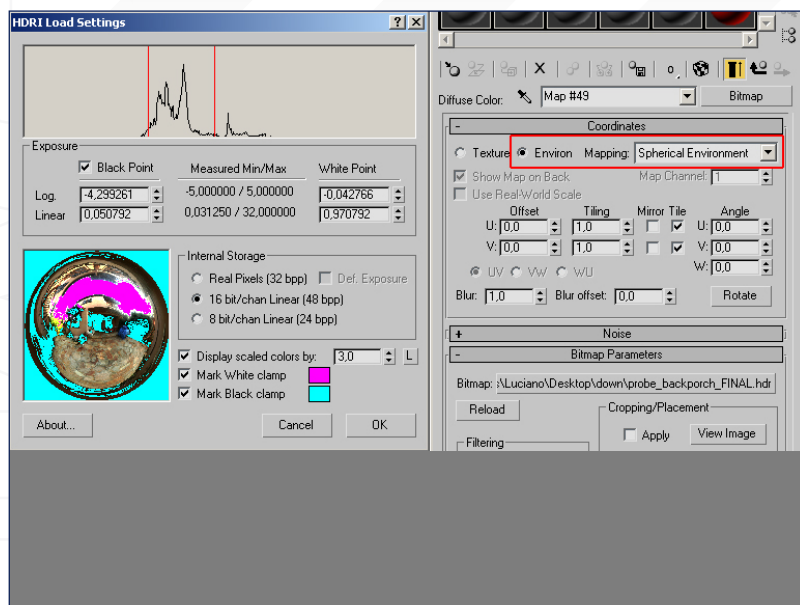 HDRI Load Settings
Exposure
Black Point Measured Min/Max White Point
Log. -4,299261 -5,000000 / 5,000000 -0,042766
Linear 0,050792 0,031250 / 32,000000 0,970792
Internal Storage
Real Pixels (32 bpp) Def. Exposure
16 bit/chan Linear (48 bpp)
8 bit/chan Linear (24 bpp)
Display scaled colors by: 3,0 L
Mark White clamp
Mark Black clamp
About... Cancel OK
Diffuse Color: Map #49 Bitmap
- Coordinates
Texture Environ Mapping: Spherical Environment
Show Map on Back Map Channel: 1
Use Real-World Scale
Offset Tiling Mirror Tile Angle
U: 0,0 1,0 U: 0,0
V: 0,0 1,0 V: 0,0
UV VW WU W: 0,0
Blur: 1,0 Blur offset: 0,0 Rotate
+ Noise
- Bitmap Parameters
Bitmap: :\Luciano\Desktop\down\probe_backporch_FINAL.hdr
Reload Cropping/Placement
Apply View Image
Filtering